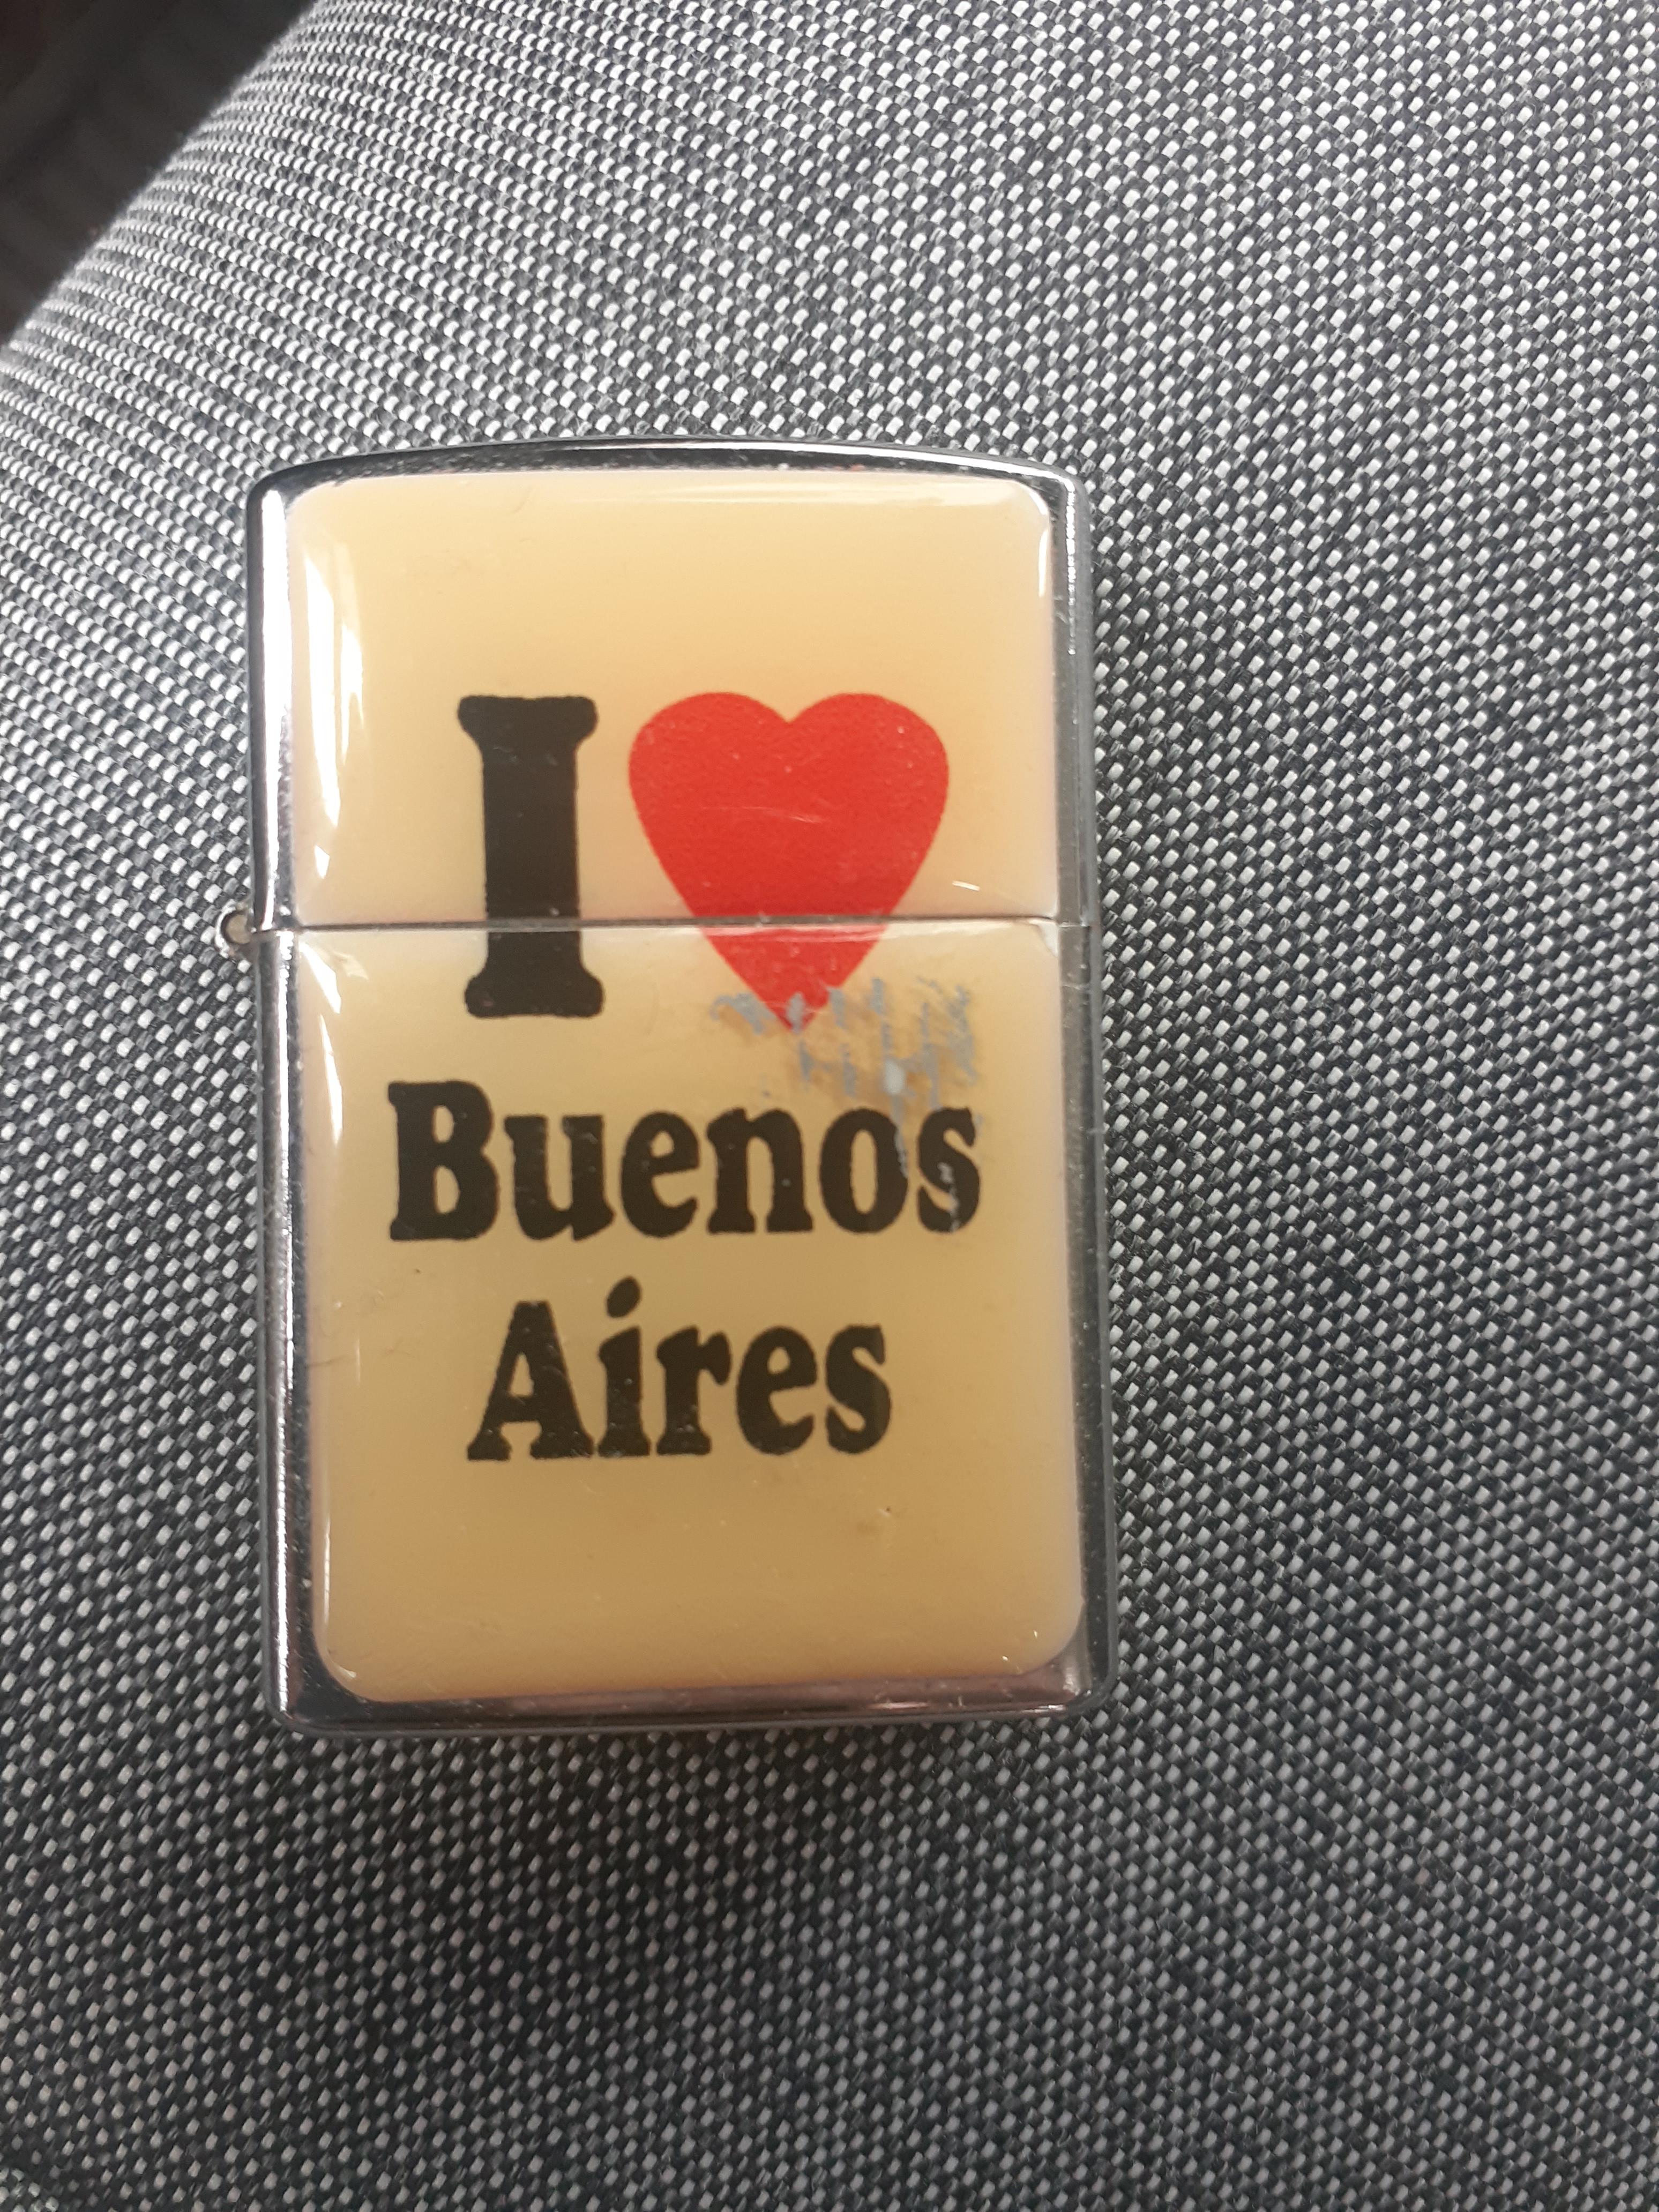 I ❤
Buenos
Aires